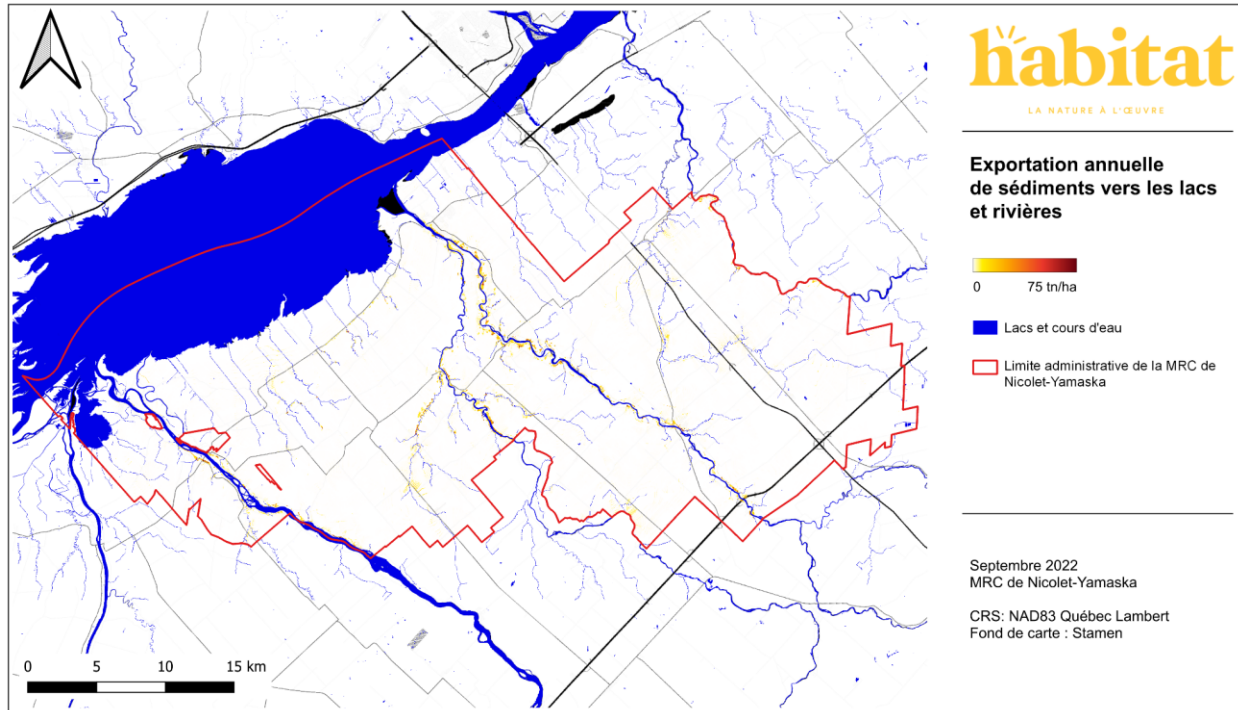 habitat
LA NATURE À L'ŒUVRE
Exportation annuelle
de sédiments vers les lacs
et rivières
0 75 tn/ha
Lacs et cours d'eau
Limite administrative de la MRC de
Nicolet-Yamaska
Septembre 2022
MRC de Nicolet-Yamaska
CRS: NAD83 Québec Lambert
Fond de carte : Stamen
0 5 10 15 km